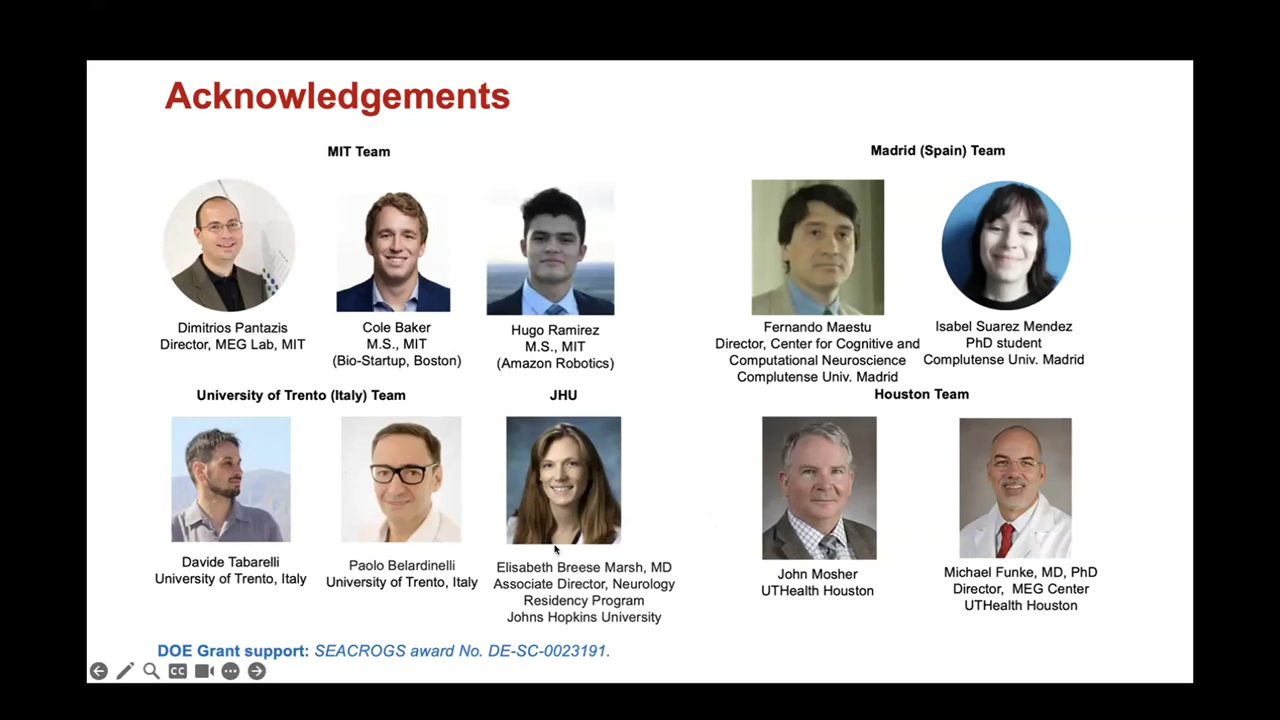 Acknowledgements
MIT Team
Dimitrios Pantazis
Director, MEG Lab, MIT
Cole Baker
M.S., MIT
(Bio-Startup, Boston)
Hugo Ramirez
M.S., MIT
(Amazon Robotics)
Madrid (Spain) Team
Fernando Maestu
Director, Center for Cognitive and
Computational Neuroscience
Complutense Univ. Madrid
Isabel Suarez Mendez
PhD student
Complutense Univ. Madrid
University of Trento (Italy) Team
Davide Tabarelli
University of Trento, Italy
Paolo Belardinelli
University of Trento, Italy
JHU
Elisabeth Breese Marsh, MD
Associate Director, Neurology
Residency Program
Johns Hopkins University
Houston Team
John Mosher
UTHealth Houston
Michael Funke, MD, PhD
Director, MEG Center
UTHealth Houston
DOE Grant support: SEACROGS award No. DE-SC-0023191.
CC